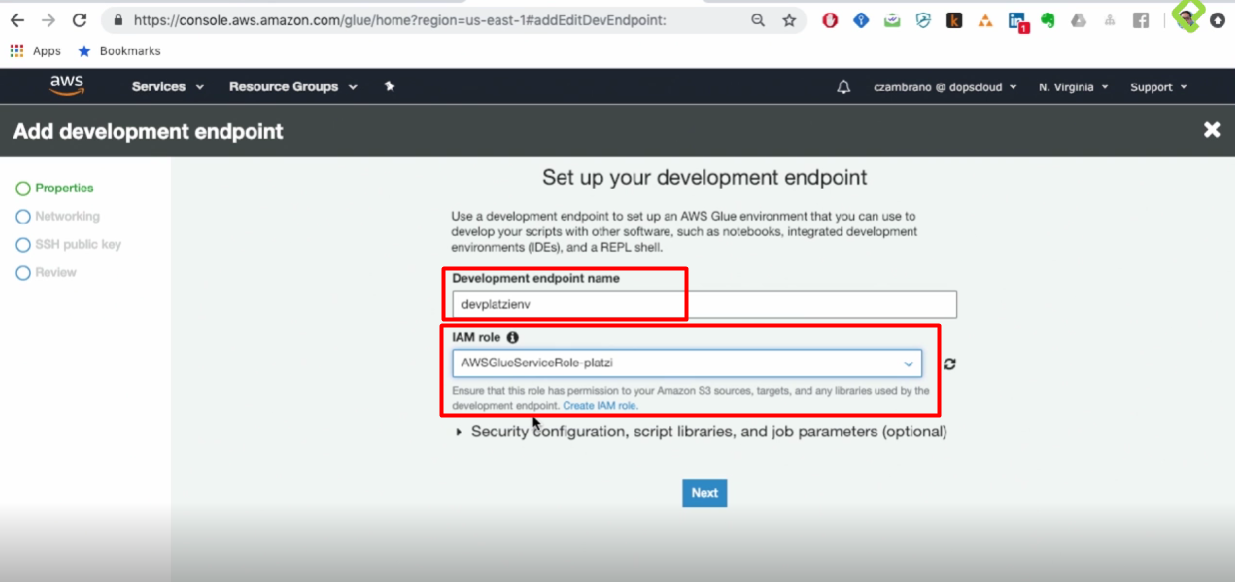 https://console.aws.amazon.com/glue/home?region=us-east-1#addEditDevEndpoint:
Apps Bookmarks
aws Services Resource Groups czambrano @ dopsdoud N. Virginia Support
Add development endpoint
Properties
Networking
SSH public key
Review
Set up your development endpoint
Use a development endpoint to set up an AWS Glue environment that you can use to
develop your scripts with other software, such as notebooks, integrated development
environments (IDEs), and a REPL shell.
Development endpoint name
devplatzienv
IAM role
AWSGlueServiceRole-platzi
Ensure that this role has permission to your Amazon S3 sources, targets, and any libraries used by the
development endpoint. Create IAM role.
Security configuration, script libraries, and job parameters (optional)
Next